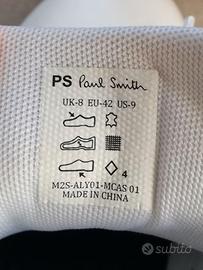 PS Paul Smith
UK-8 EU-42 US-9
4
M2S-ALY01-MCAS 01
MADE IN CHINA
subito